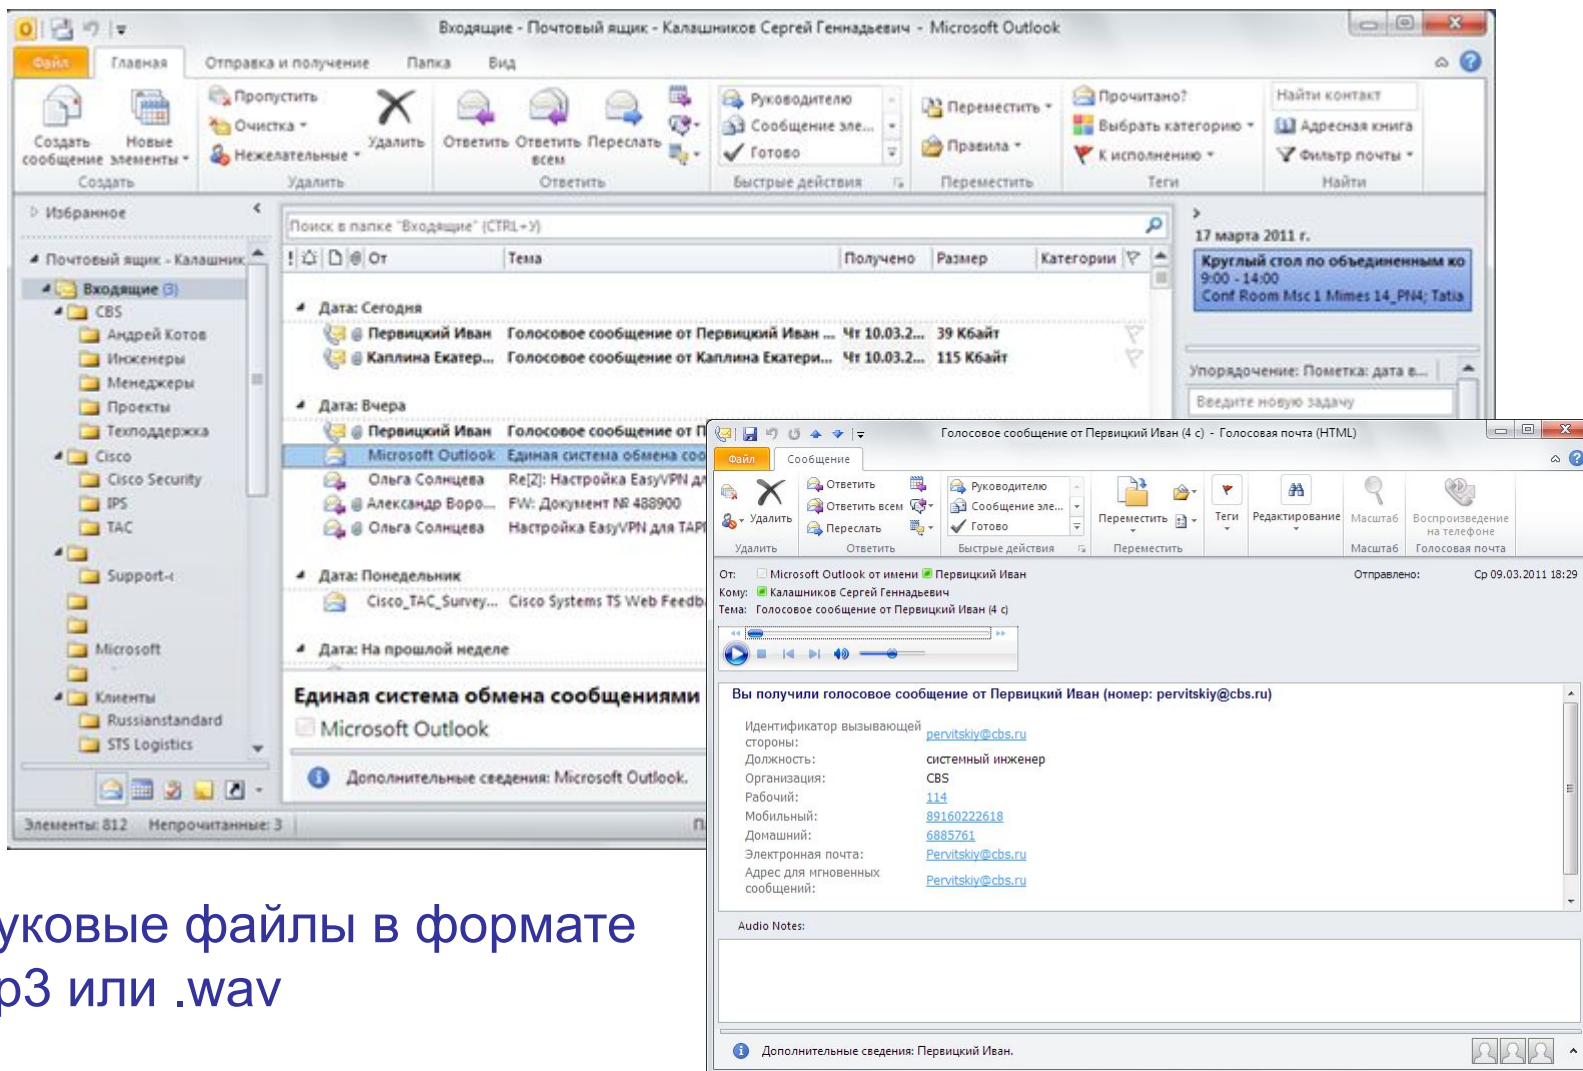 Входящие - Почтовый ящик - Калашников Сергей Геннадьевич - Microsoft Outlook
Файл Главная Отправка и получение Папка Вид
Создать сообщение
Новые элементы
Пропустить
Очистка
Нежелательные
Удалить
Ответить
Ответить всем
Переслать
Руководителю
Сообщение эле...
Готово
Переместить
Правила
Прочитано?
Выбрать категорию
К исполнению
Найти контакт
Адресная книга
Фильтр почты
Создать Удалить Ответить Быстрые действия Переместить Теги Найти
Избранное
Почтовый ящик - Калашник
Входящие (3)
CBS
Андрей Котов
Инженеры
Менеджеры
Проекты
Техподдержка
Cisco
Cisco Security
IPS
TAC
Support-
Microsoft
Клиенты
Russianstandard
STS Logistics
Элементы: 812 Непрочитанные: 3
Поиск в папке "Входящие" (CTRL+У)
От Тема Получено Размер Категории
Дата: Сегодня
Первицкий Иван Голосовое сообщение от Первицкий Иван ... Чт 10.03.2... 39 Кбайт
Каплина Екатер... Голосовое сообщение от Каплина Екатери... Чт 10.03.2... 115 Кбайт
Дата: Вчера
Первицкий Иван Голосовое сообщение от П
Microsoft Outlook Единая система обмена соо
Ольга Солнцева Re[2]: Настройка EasyVPN дл
Александр Воро... FW: Документ № 488900
Ольга Солнцева Настройка EasyVPN для ТАР
Дата: Понедельник
Cisco_TAC_Survey... Cisco Systems TS Web Feedb
Дата: На прошлой неделе
Единая система обмена сообщениями
Microsoft Outlook
Дополнительные сведения: Microsoft Outlook.
17 марта 2011 г.
Круглый стол по объединенным ко
9:00 - 14:00
Conf Room Msc 1 Mimes 14_PN4; Tatia
Упорядочение: Пометка: дата в...
Введите новую задачу
Голосовое сообщение от Первицкий Иван (4 с) - Голосовая почта (HTML)
Файл Сообщение
Удалить
Ответить
Ответить всем
Переслать
Руководителю
Сообщение эле...
Готово
Переместить
Теги
Редактирование
Масштаб
Воспроизведение на телефоне
Удалить Ответить Быстрые действия Переместить Масштаб Голосовая почта
От: Microsoft Outlook от имени Первицкий Иван Отправлено: Ср 09.03.2011 18:29
Кому: Калашников Сергей Геннадьевич
Тема: Голосовое сообщение от Первицкий Иван (4 с)
Вы получили голосовое сообщение от Первицкий Иван (номер: pervitskiy@cbs.ru)
Идентификатор вызывающей стороны: pervitskiy@cbs.ru
Должность: системный инженер
Организация: CBS
Рабочий: 114
Мобильный: 89160222618
Домашний: 6885761
Электронная почта: Pervitskiy@cbs.ru
Адрес для мгновенных сообщений: Pervitskiy@cbs.ru
Audio Notes:
Дополнительные сведения: Первицкий Иван.
уковые файлы в формате
p3 или .wav